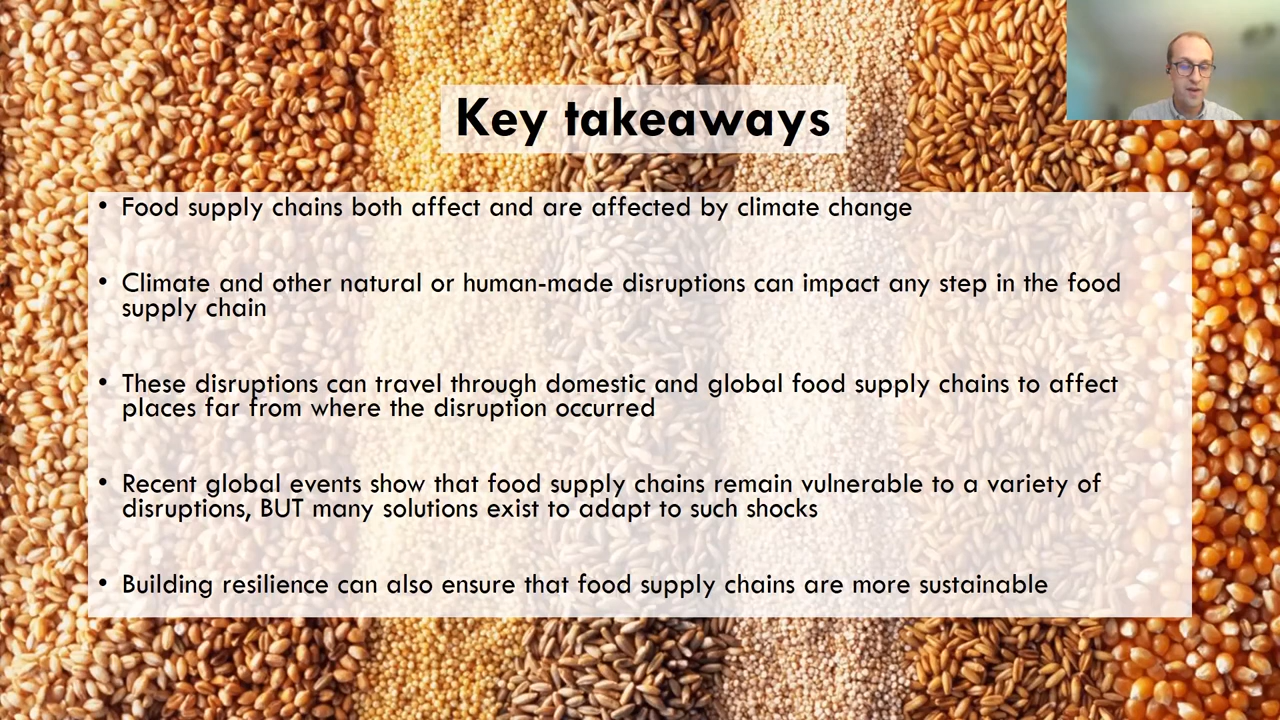 Key takeaways
• Food supply chains both affect and are affected by climate change
• Climate and other natural or human-made disruptions can impact any step in the food
supply chain
• These disruptions can travel through domestic and global food supply chains to affect
places far from where the disruption occurred
• Recent global events show that food supply chains remain vulnerable to a variety of
disruptions, BUT many solutions exist to adapt to such shocks
• Building resilience can also ensure that food supply chains are more sustainable